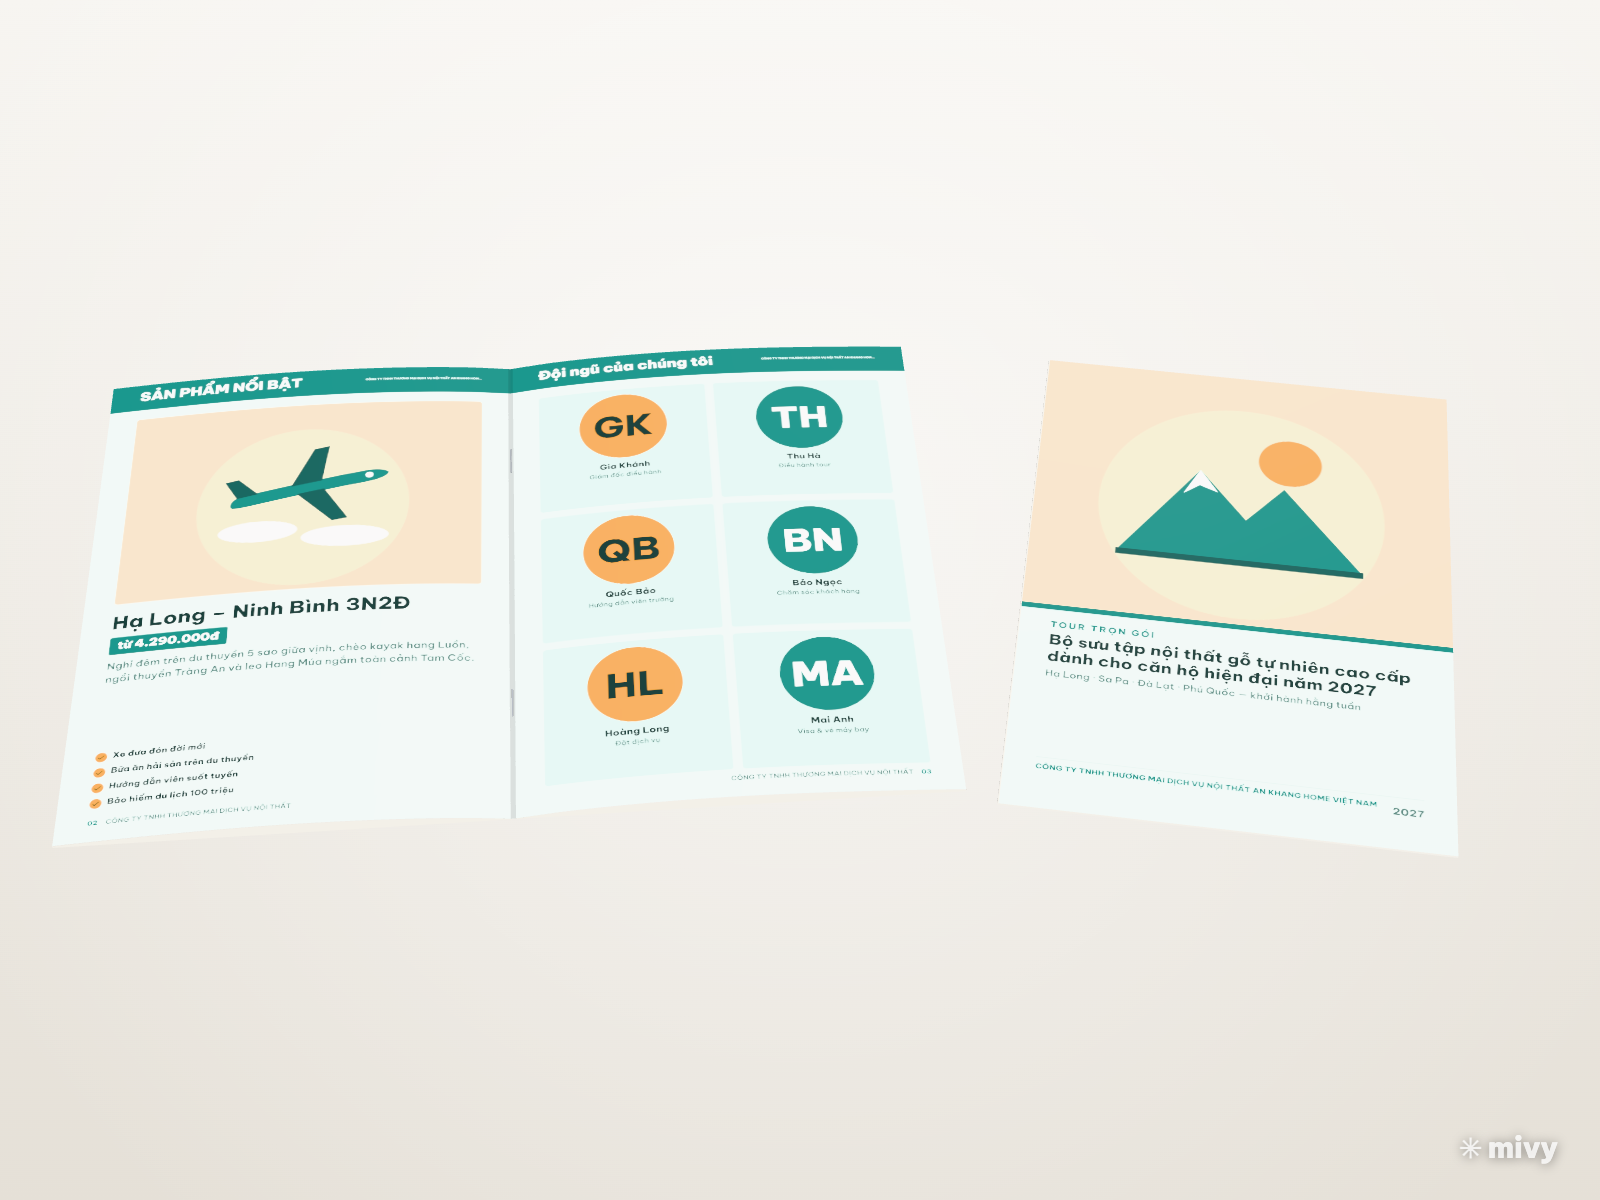 SẢN PHẨM NỔI BẬT
Hạ Long – Ninh Bình 3N2Đ
từ 4.290.000đ
Nghỉ đêm trên du thuyền 5 sao giữa vịnh, chèo kayak hang Luồn,
ngồi thuyền Tràng An và leo Hang Múa ngắm toàn cảnh Tam Cốc.
Xe đưa đón đời mới
Bữa ăn hải sản trên du thuyền
Hướng dẫn viên suốt tuyến
Bảo hiểm du lịch 100 triệu
02 CÔNG TY TNHH THƯƠNG MẠI DỊCH VỤ NỘI THẤT
Đội ngũ của chúng tôi
GK
Gia Khánh
Giám đốc điều hành
TH
Thu Hà
Điều hành tour
QB
Quốc Bảo
Hướng dẫn viên trưởng
BN
Bảo Ngọc
Chăm sóc khách hàng
HL
Hoàng Long
Đặt dịch vụ
MA
Mai Anh
Visa & vé máy bay
CÔNG TY TNHH THƯƠNG MẠI DỊCH VỤ NỘI THẤT 03
TOUR TRỌN GÓI
Bộ sưu tập nội thất gỗ tự nhiên cao cấp
dành cho căn hộ hiện đại năm 2027
Hạ Long · Sa Pa · Đà Lạt · Phú Quốc – khởi hành hàng tuần
CÔNG TY TNHH THƯƠNG MẠI DỊCH VỤ NỘI THẤT AN KHANG HOME VIỆT NAM
2027
mivy